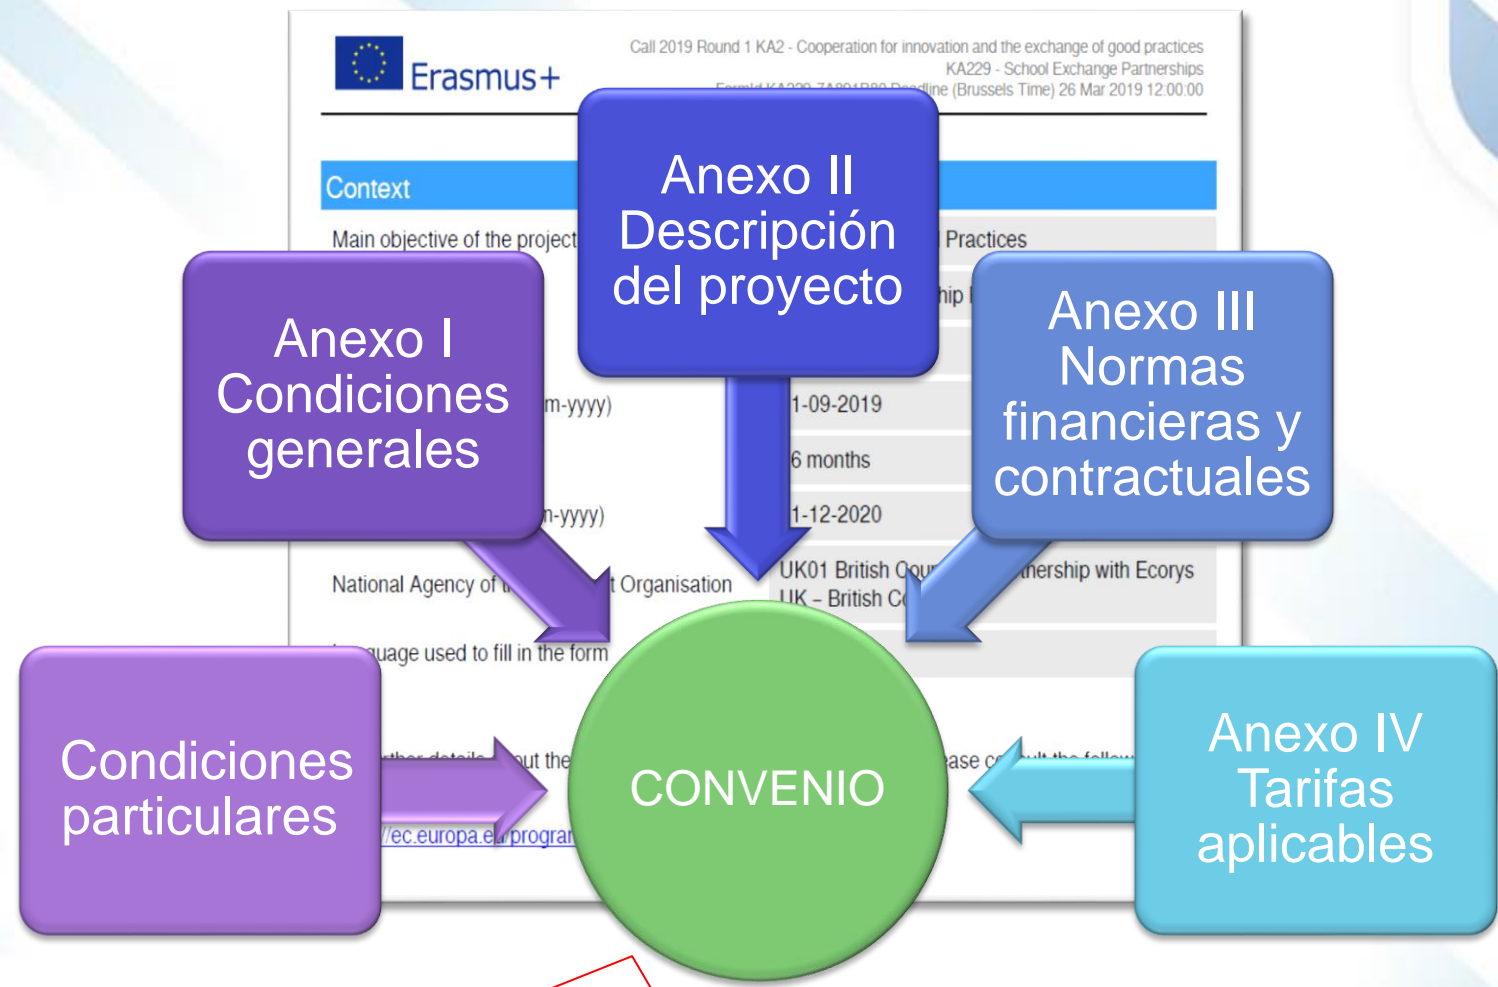 Erasmus+
Call 2019 Round 1 KA2 - Cooperation for innovation and the exchange of good practices
KA229 - School Exchange Partnerships
(Brussels Time) 26 Mar 2019 12:00:00
Context
Main objective of the project
Practices
Anexo II
Descripción
del proyecto
Anexo I
Condiciones
generales
Anexo III
Normas
financieras y
contractuales
m-yyyy)
1-09-2019
6 months
yyyy)
1-12-2020
National Agency of
Organisation
UK01 British
with Ecorys
UK – British
used to fill in the form
Condiciones
particulares
CONVENIO
Anexo IV
Tarifas
aplicables